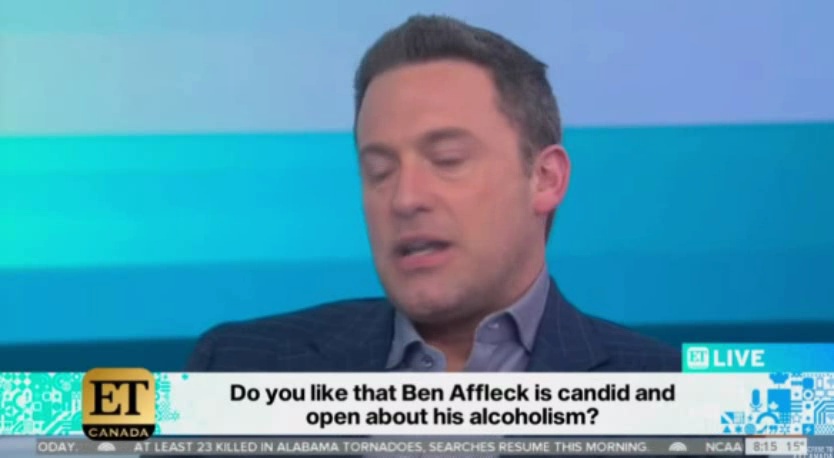 ET LIVE
Do you like that Ben Affleck is candid and
open about his alcoholism?
ET
CANADA
ODAY. AT LEAST 23 KILLED IN ALABAMA TORNADOES, SEARCHES RESUME THIS MORNING. NCAA 8:15 15°